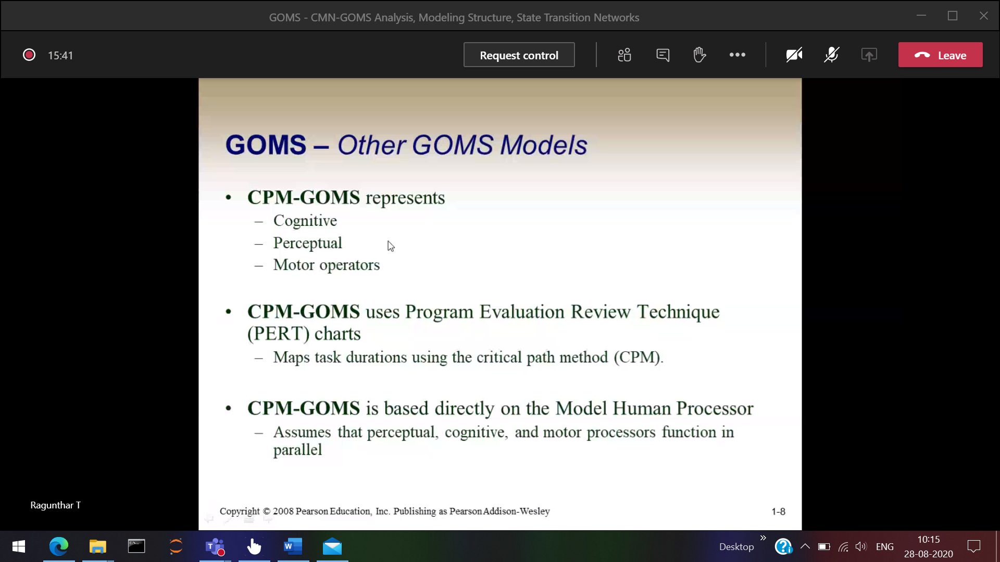 GOMS - CMN-GOMS Analysis, Modeling Structure, State Transition Networks
15:41
Request control
Leave
GOMS – Other GOMS Models
• CPM-GOMS represents
– Cognitive
– Perceptual
– Motor operators
• CPM-GOMS uses Program Evaluation Review Technique
(PERT) charts
– Maps task durations using the critical path method (CPM).
• CPM-GOMS is based directly on the Model Human Processor
– Assumes that perceptual, cognitive, and motor processors function in
parallel
Ragunthar T
Copyright © 2008 Pearson Education, Inc. Publishing as Pearson Addison-Wesley
1-8
Desktop
ENG
10:15
28-08-2020